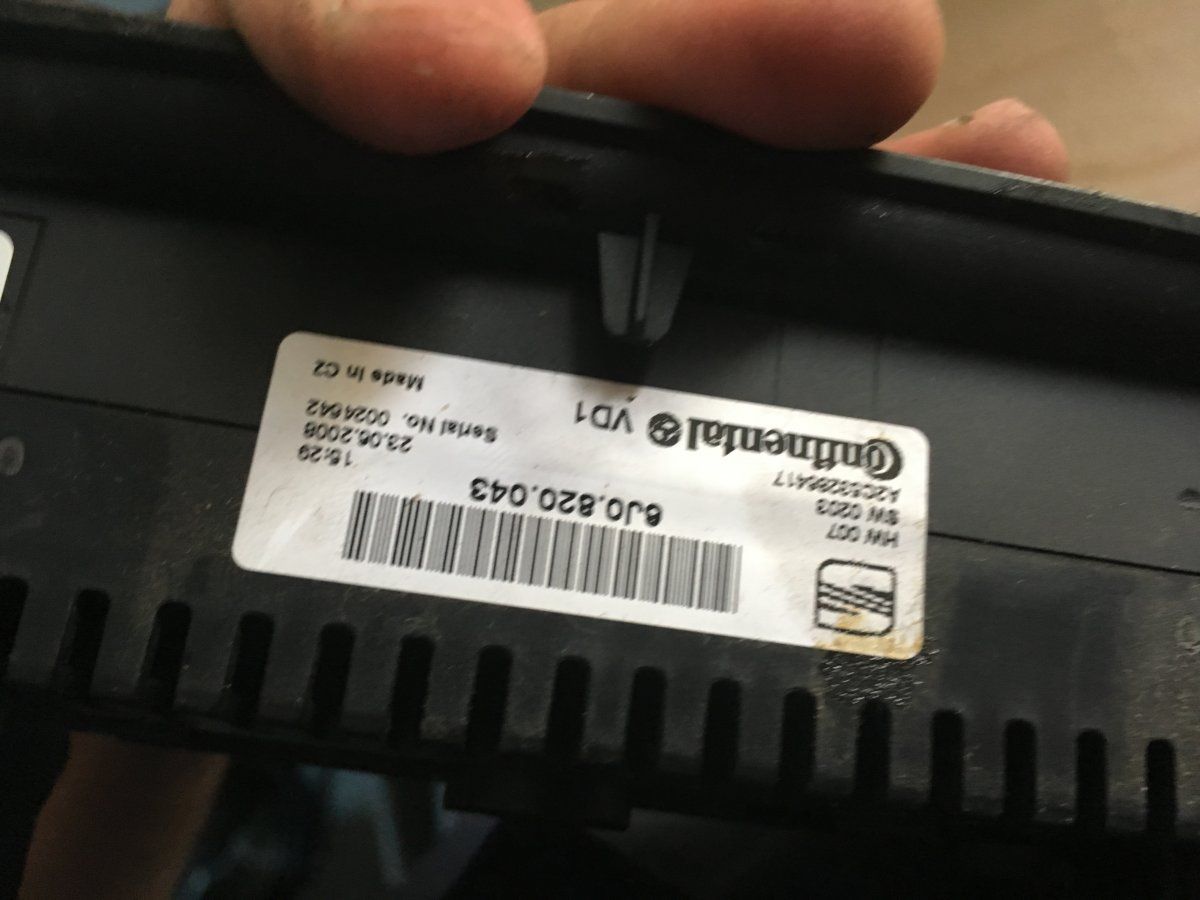 HW 007
SW 0203
A2C53286417
Continental VD1
6J0.820.043
15:29
23.06.2008
Serial No. 0024642
Made in CZ